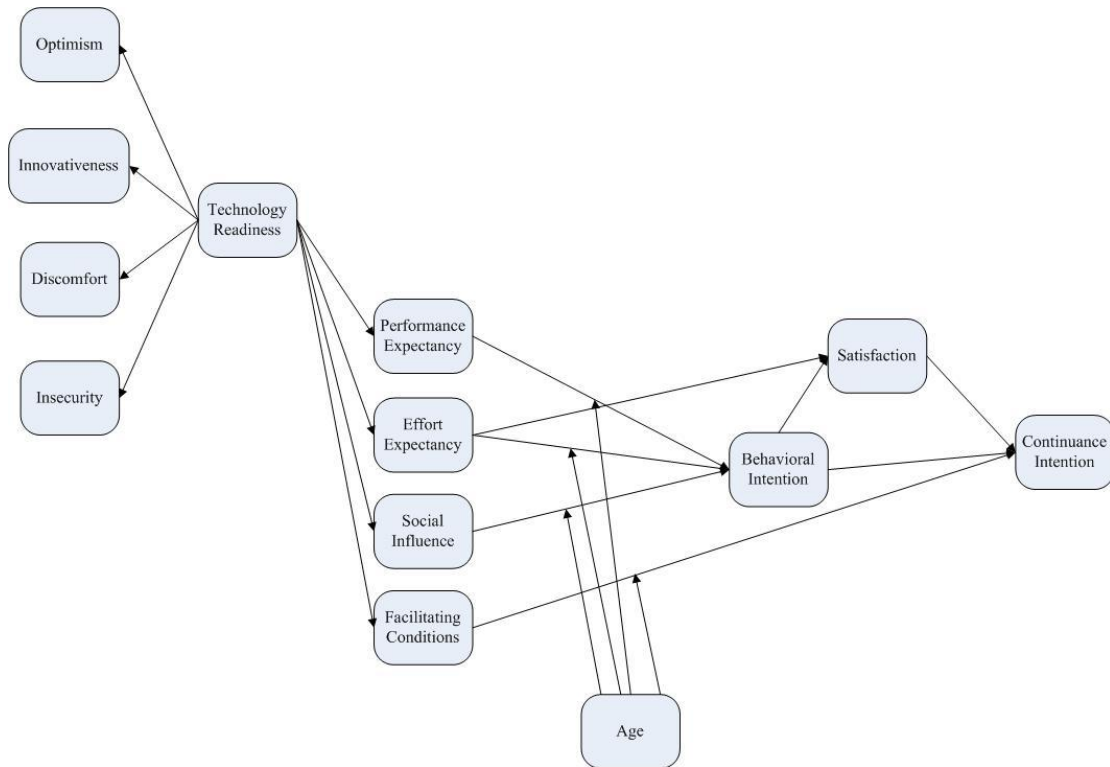 Optimism
Innovativeness
Technology
Readiness
Discomfort
Insecurity
Performance
Expectancy
Effort
Expectancy
Social
Influence
Facilitating
Conditions
Satisfaction
Behavioral
Intention
Continuance
Intention
Age